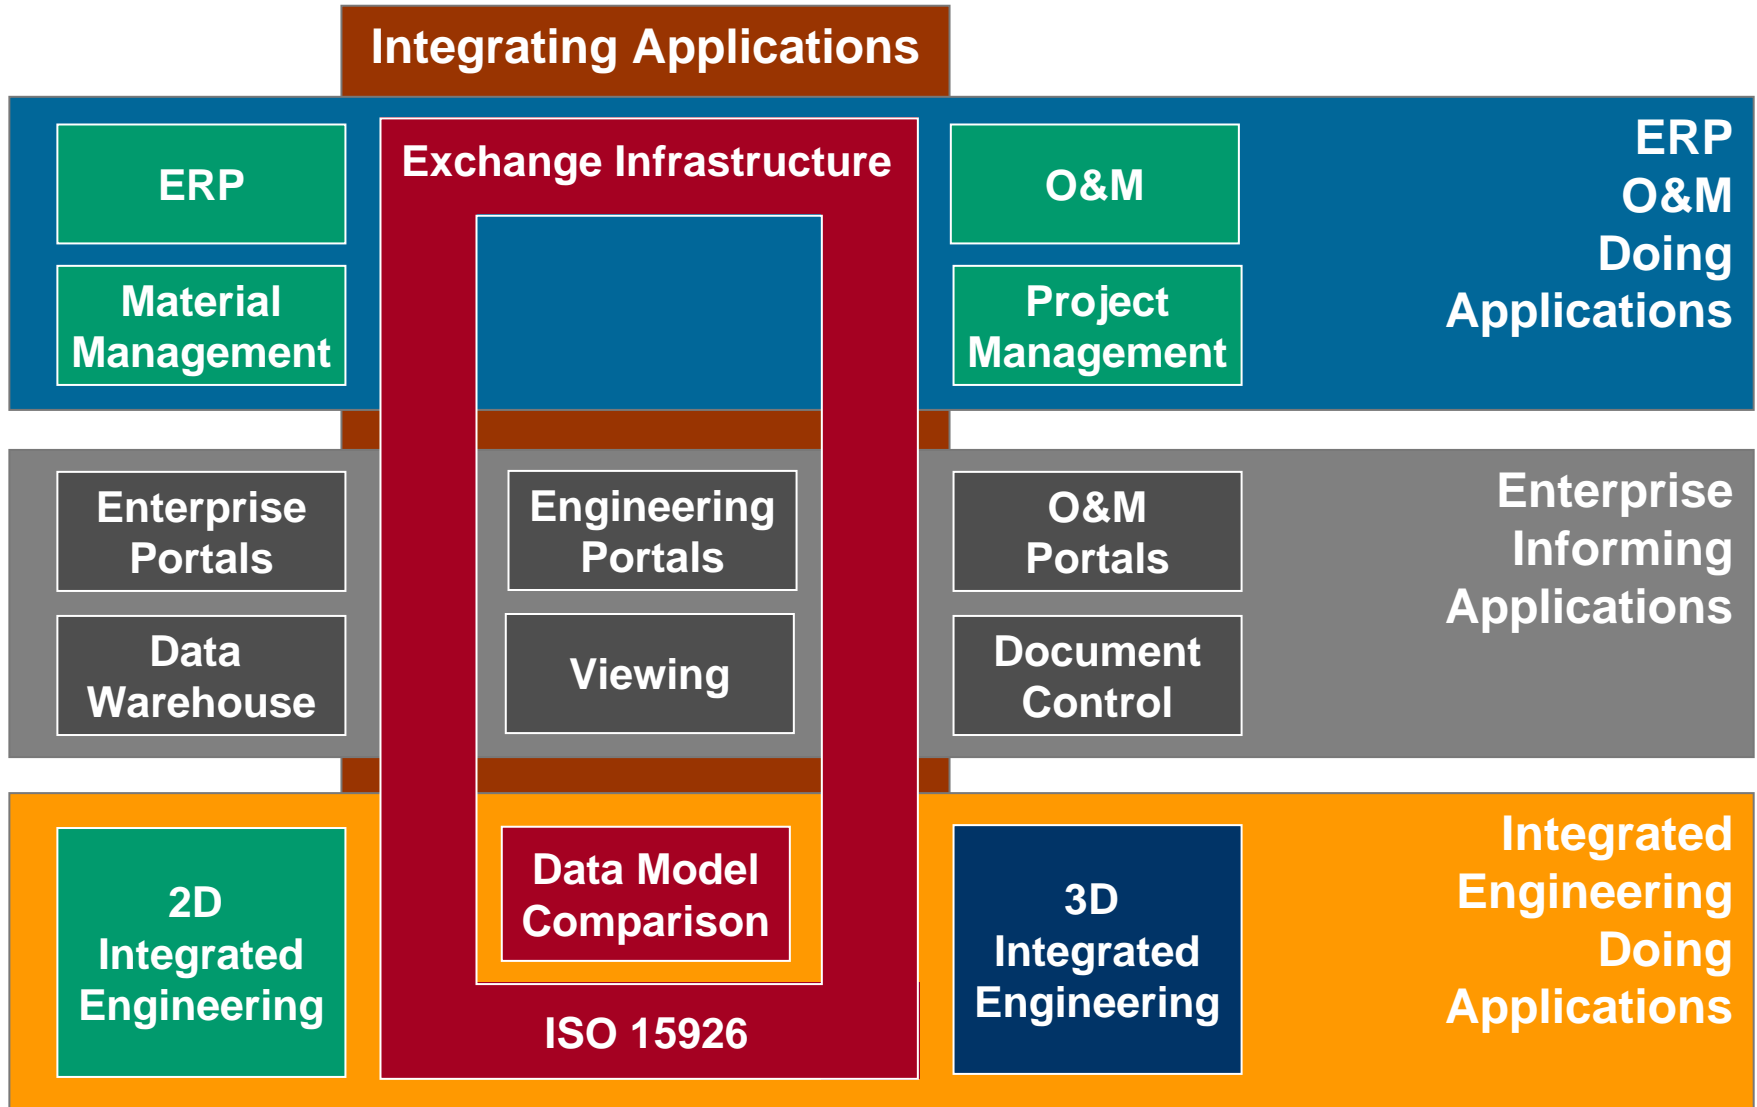 Integrating Applications
ERP
Exchange Infrastructure
O&M
ERP
O&M
Doing
Applications
Material
Management
Project
Management
Enterprise
Portals
Engineering
Portals
O&M
Portals
Enterprise
Informing
Applications
Data
Warehouse
Viewing
Document
Control
2D
Integrated
Engineering
Data Model
Comparison
3D
Integrated
Engineering
Integrated
Engineering
Doing
Applications
ISO 15926